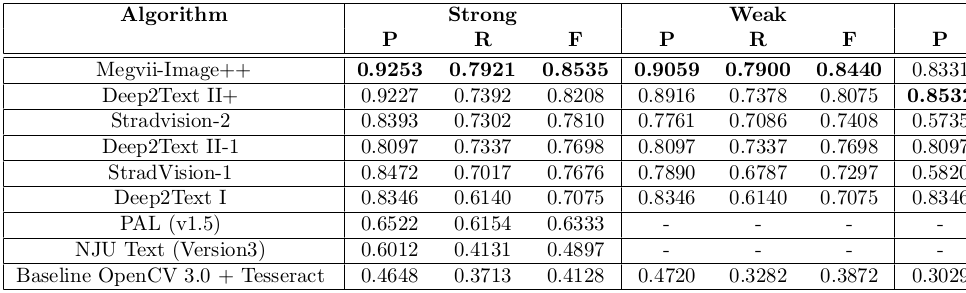 Algorithm Strong Weak
P R F P R F P
Megvii-Image++ 0.9253 0.7921 0.8535 0.9059 0.7900 0.8440 0.8331
Deep2Text II+ 0.9227 0.7392 0.8208 0.8916 0.7378 0.8075 0.8532
Stradvision-2 0.8393 0.7302 0.7810 0.7761 0.7086 0.7408 0.5735
Deep2Text II-1 0.8097 0.7337 0.7698 0.8097 0.7337 0.7698 0.8097
StradVision-1 0.8472 0.7017 0.7676 0.7890 0.6787 0.7297 0.5820
Deep2Text I 0.8346 0.6140 0.7075 0.8346 0.6140 0.7075 0.8346
PAL (v1.5) 0.6522 0.6154 0.6333 - - - -
NJU Text (Version3) 0.6012 0.4131 0.4897 - - - -
Baseline OpenCV 3.0 + Tesseract 0.4648 0.3713 0.4128 0.4720 0.3282 0.3872 0.3029